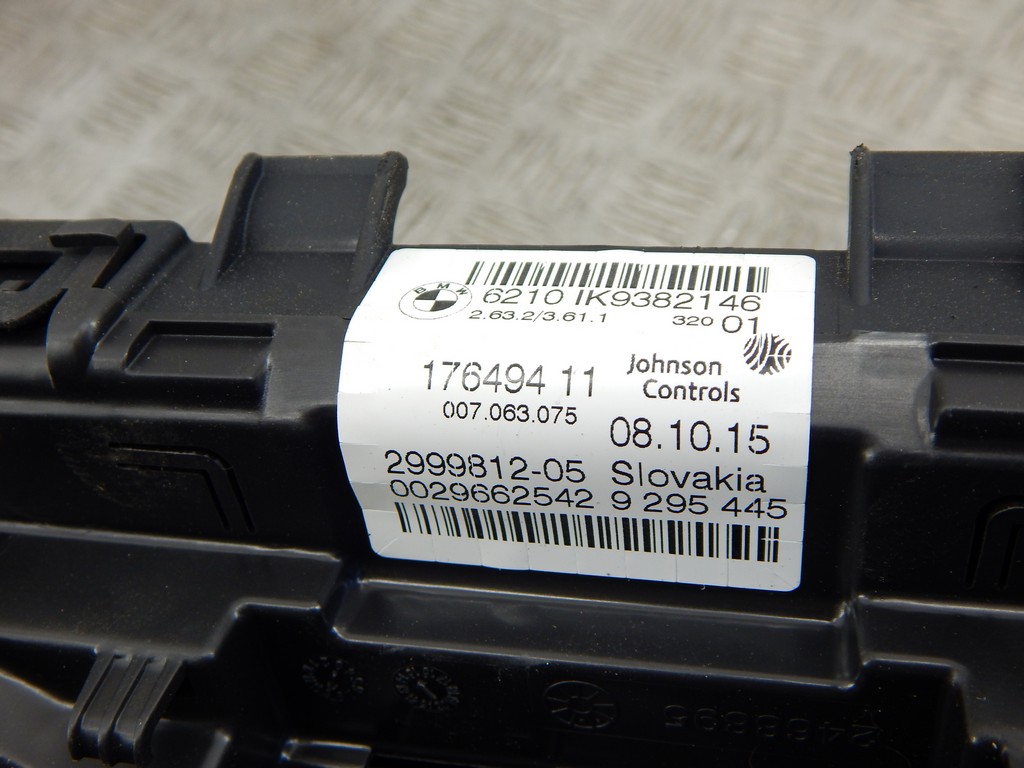 BMW
6210 IK9382146
2.63.2/3.61.1 320 01
176494 11
007.063.075
Johnson
Controls
08.10.15
2999812-05 Slovakia
0029662542 9 295 445